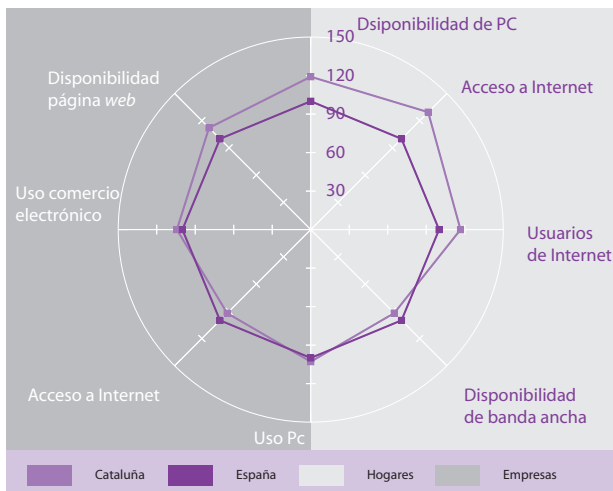 Dsiponibilidad de PC
150
120
90
60
30
Acceso a Internet
Usuarios
de Internet
Disponibilidad
de banda ancha
Uso Pc
Acceso a Internet
Uso comercio
electrónico
Disponibilidad
página web
Cataluña
España
Hogares
Empresas